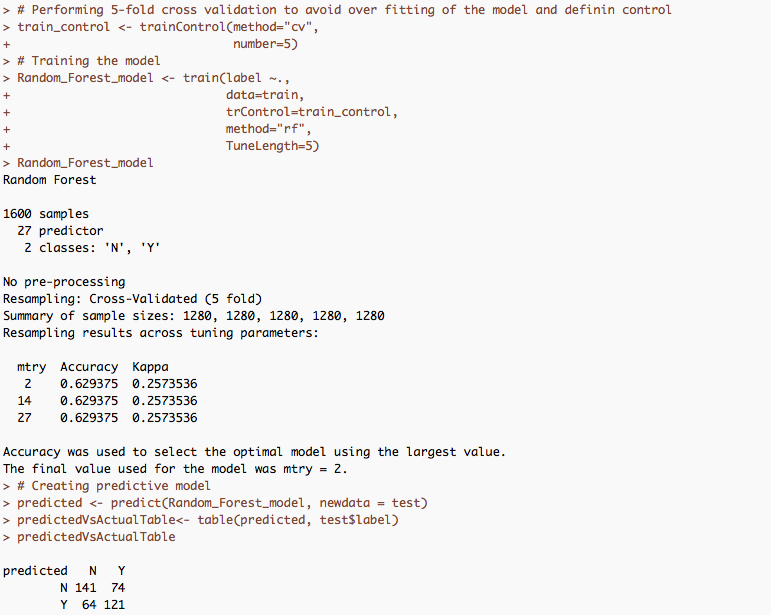 > # Performing 5-fold cross validation to avoid over fitting of the model and definin control
> train_control <- trainControl(method="cv",
+                               number=5)
> # Training the model
> Random_Forest_model <- train(label ~.,
+                              data=train,
+                              trControl=train_control,
+                              method="rf",
+                              TuneLength=5)
> Random_Forest_model
Random Forest

1600 samples
  27 predictor
   2 classes: 'N', 'Y'

No pre-processing
Resampling: Cross-Validated (5 fold)
Summary of sample sizes: 1280, 1280, 1280, 1280, 1280
Resampling results across tuning parameters:

  mtry  Accuracy  Kappa
   2    0.629375  0.2573536
  14    0.629375  0.2573536
  27    0.629375  0.2573536

Accuracy was used to select the optimal model using the largest value.
The final value used for the model was mtry = 2.
> # Creating predictive model
> predicted <- predict(Random_Forest_model, newdata = test)
> predictedVsActualTable<- table(predicted, test$label)
> predictedVsActualTable

predicted   N   Y
        N 141  74
        Y  64 121